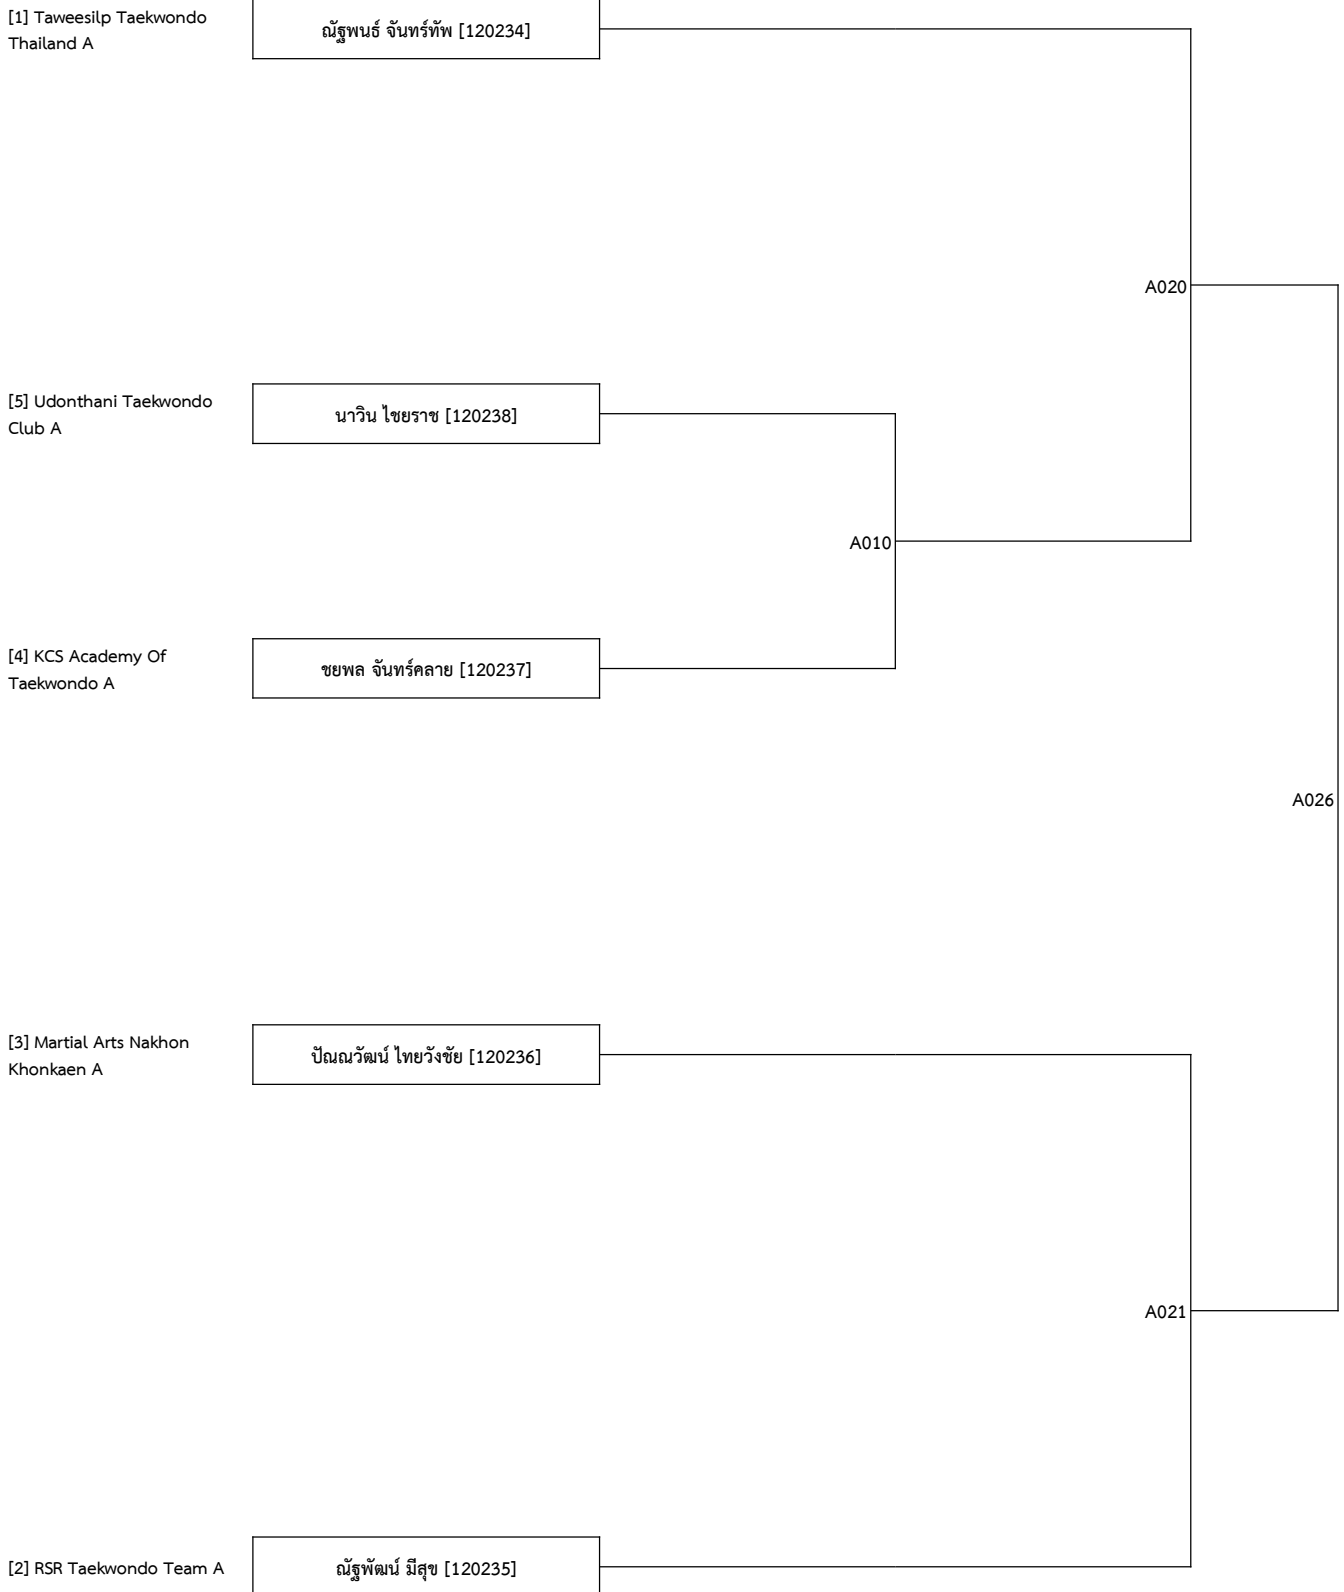 [1] Taweesilp Taekwondo
Thailand A
ณัฐพนธ์ จันทร์ทัพ [120234]
A020
[5] Udonthani Taekwondo
Club A
นาวิน ไชยราช [120238]
A010
[4] KCS Academy Of
Taekwondo A
ชยพล จันทร์คลาย [120237]
A026
[3] Martial Arts Nakhon
Khonkaen A
ปัณณวัฒน์ ไทยวังชัย [120236]
A021
[2] RSR Taekwondo Team A
ณัฐพัฒน์ มีสุข [120235]